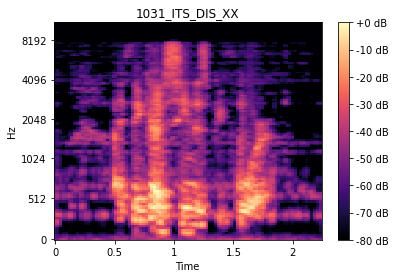 1031_ITS_DIS_XX
+0 dB
8192
-10 dB
4096
-20 dB
-30 dB
2048
Hz
-40 dB
1024
-50 dB
512
-60 dB
-70 dB
0
-80 dB
0
0.5
1
1.5
2
Time